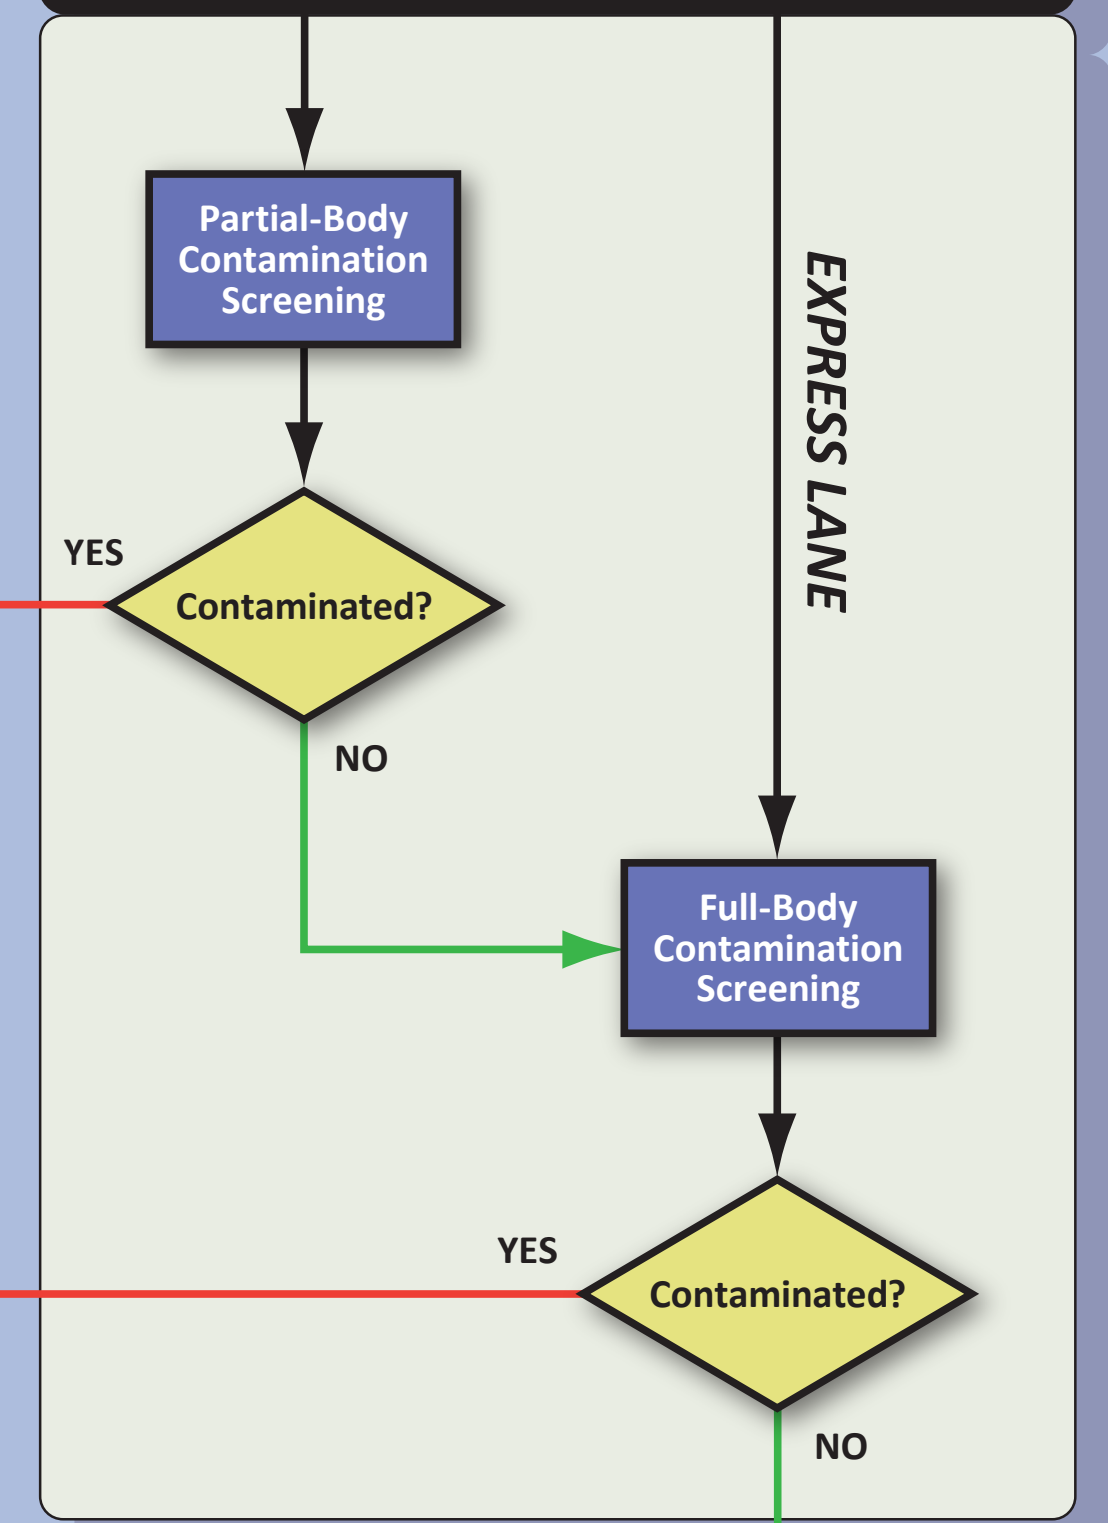 Partial-Body
Contamination
Screening
EXPRESS LANE
YES
Contaminated?
NO
Full-Body
Contamination
Screening
YES
Contaminated?
NO